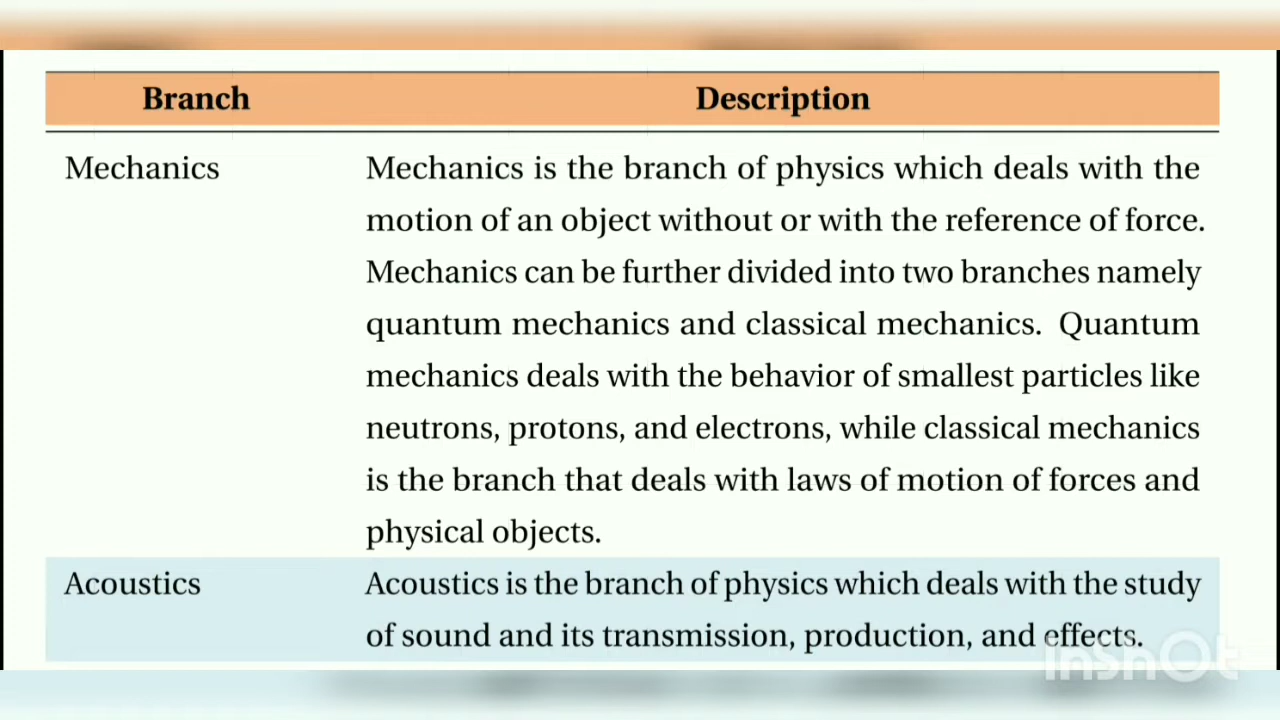 Branch Description
Mechanics Mechanics is the branch of physics which deals with the
motion of an object without or with the reference of force.
Mechanics can be further divided into two branches namely
quantum mechanics and classical mechanics. Quantum
mechanics deals with the behavior of smallest particles like
neutrons, protons, and electrons, while classical mechanics
is the branch that deals with laws of motion of forces and
physical objects.
Acoustics Acoustics is the branch of physics which deals with the study
of sound and its transmission, production, and effects.
InShOt